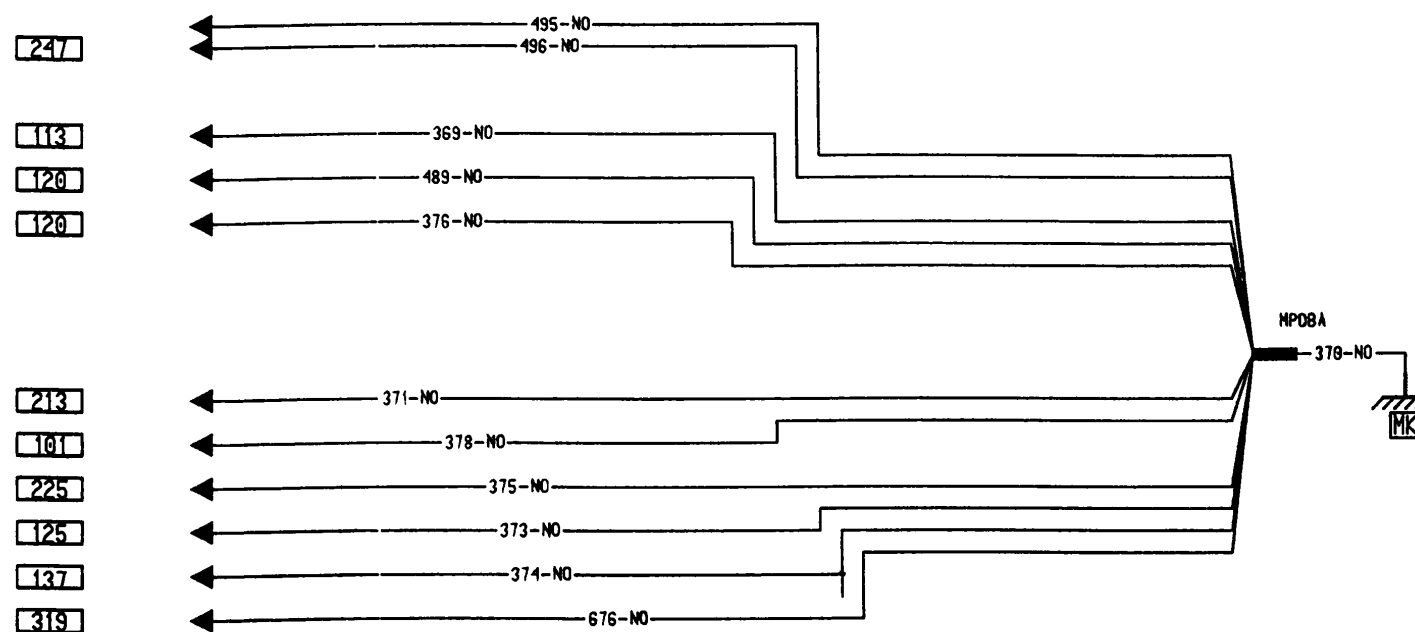 495-NO
247 496-NO
113 369-NO
120 489-NO
120 376-NO
MPDBA
370-NO
213 371-NO
MK
101 378-NO
225 375-NO
125 373-NO
137 374-NO
319 676-NO